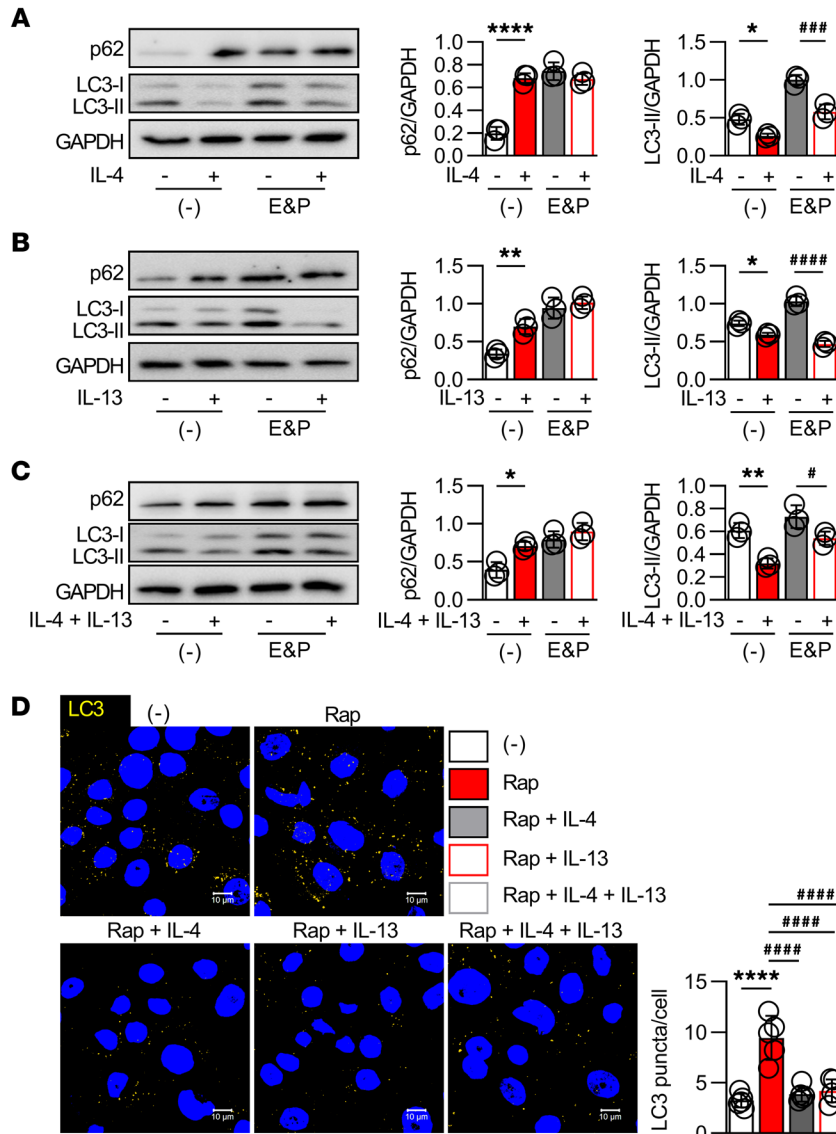 A
p62
LC3-I
LC3-II
GAPDH
IL-4 - + - +
(-) E&P
p62/GAPDH
1.0
0.8
0.6
0.4
0.2
0
****
IL-4 - + - +
(-) E&P
LC3-II/GAPDH
1.5
1.0
0.5
0.0
* ###
IL-4 - + - +
(-) E&P
B
p62
LC3-I
LC3-II
GAPDH
IL-13 - + - +
(-) E&P
p62/GAPDH
1.5
1.0
0.5
0.0
**
IL-13 - + - +
(-) E&P
LC3-II/GAPDH
1.5
1.0
0.5
0.0
* ####
IL-13 - + - +
(-) E&P
C
p62
LC3-I
LC3-II
GAPDH
IL-4 + IL-13 - + - +
(-) E&P
p62/GAPDH
1.5
1.0
0.5
0.0
*
IL-4 + IL-13 - + - +
(-) E&P
LC3-II/GAPDH
1.0
0.8
0.6
0.4
0.2
0.0
** #
IL-4 + IL-13 - + - +
(-) E&P
D
LC3 (-) Rap
10 μm 10 μm
(-)
Rap
Rap + IL-4
Rap + IL-13
Rap + IL-4 + IL-13
Rap + IL-4 Rap + IL-13 Rap + IL-4 + IL-13
10 μm 10 μm 10 μm
LC3 puncta/cell
15
10
5
0
####
####
####
****